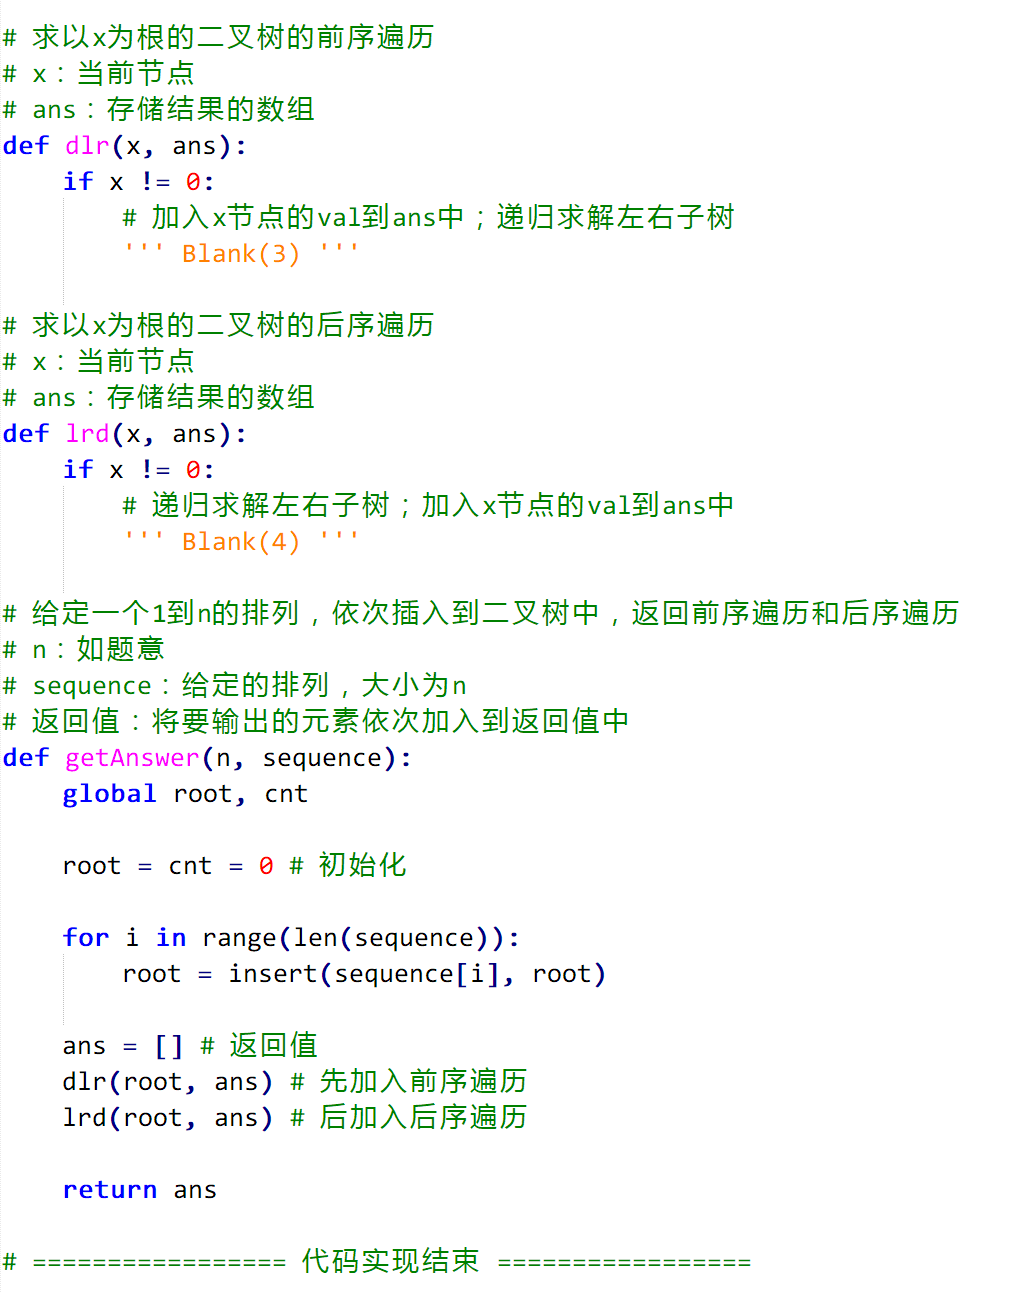 # 求以x为根的二叉树的前序遍历
# x：当前节点
# ans：存储结果的数组
def dlr(x, ans):
    if x != 0:
        # 加入x节点的val到ans中；递归求解左右子树
        ''' Blank(3) '''
# 求以x为根的二叉树的后序遍历
# x：当前节点
# ans：存储结果的数组
def lrd(x, ans):
    if x != 0:
        # 递归求解左右子树；加入x节点的val到ans中
        ''' Blank(4) '''
# 给定一个1到n的排列，依次插入到二叉树中，返回前序遍历和后序遍历
# n：如题意
# sequence：给定的排列，大小为n
# 返回值：将要输出的元素依次加入到返回值中
def getAnswer(n, sequence):
    global root, cnt
    root = cnt = 0 # 初始化
    for i in range(len(sequence)):
        root = insert(sequence[i], root)
    ans = [] # 返回值
    dlr(root, ans) # 先加入前序遍历
    lrd(root, ans) # 后加入后序遍历
    return ans
# ================= 代码实现结束 =================